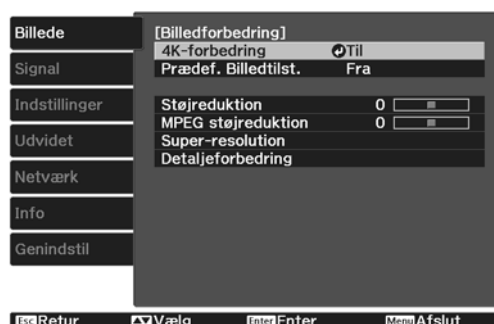 Billede
Signal
Indstillinger
Udvidet
Netværk
Info
Genindstil
[Billedforbedring]
4K-forbedring Til
Prædef. Billedtilst. Fra
Støjreduktion 0
MPEG støjreduktion 0
Super-resolution
Detaljeforbedring
Esc Retur Vælg Enter Enter Menu Afslut